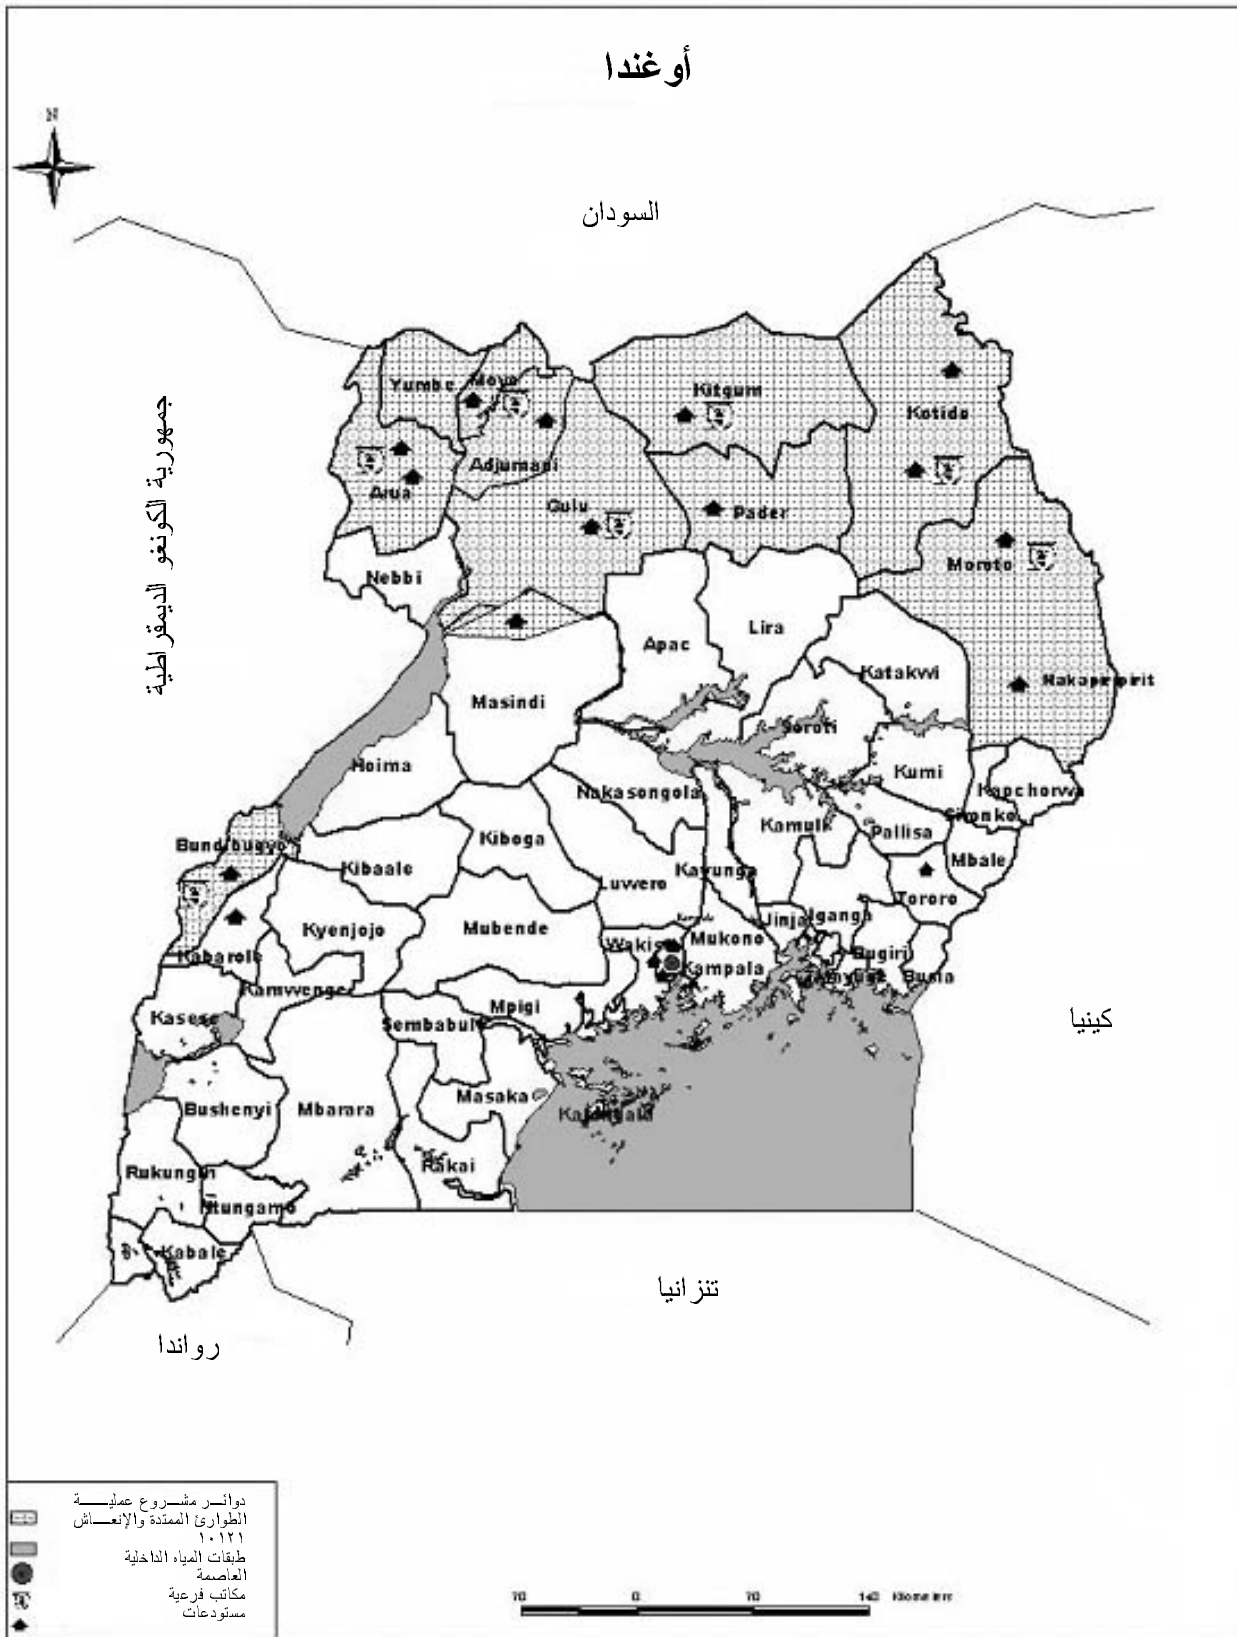 أوغندا
N
السودان
جمهورية الكونغو الديمقراطية
Yumbe
Moyo
Kitgum
Kotido
Adjumani
Arua
Gulu
Pader
Moroto
Nebbi
Lira
Apac
Katakwi
Nakapiripirit
Masindi
Soroti
Hoima
Kumi
Nakasongola
Kapchorwa
Sironko
Kamuli
Pallisa
Kiboga
Bundibugyo
Mbale
Kibaale
Kayunga
Luwero
Tororo
Kyenjojo
Mubende
Jinja
Iganga
Wakiso
Mukono
Bugiri
Kabarole
Kampala
Mayuge
Busia
Kamwenge
Mpigi
Kasese
Sembabule
كينيا
Masaka
Bushenyi
Mbarara
Kalangala
Rakai
Rukungiri
Ntungamo
Kabale
تنزانيا
رواندا
دوائر مشروع عملية
الطوارئ الممتدة والإنعاش
١٠١٢١
طبقات المياه الداخلية
العاصمة
مكاتب فرعية
مستودعات
70 0 70 140 Kilometers